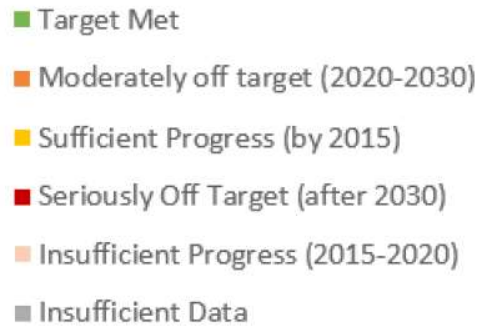 Target Met
Moderately off target (2020-2030)
Sufficient Progress (by 2015)
Seriously Off Target (after 2030)
Insufficient Progress (2015-2020)
Insufficient Data